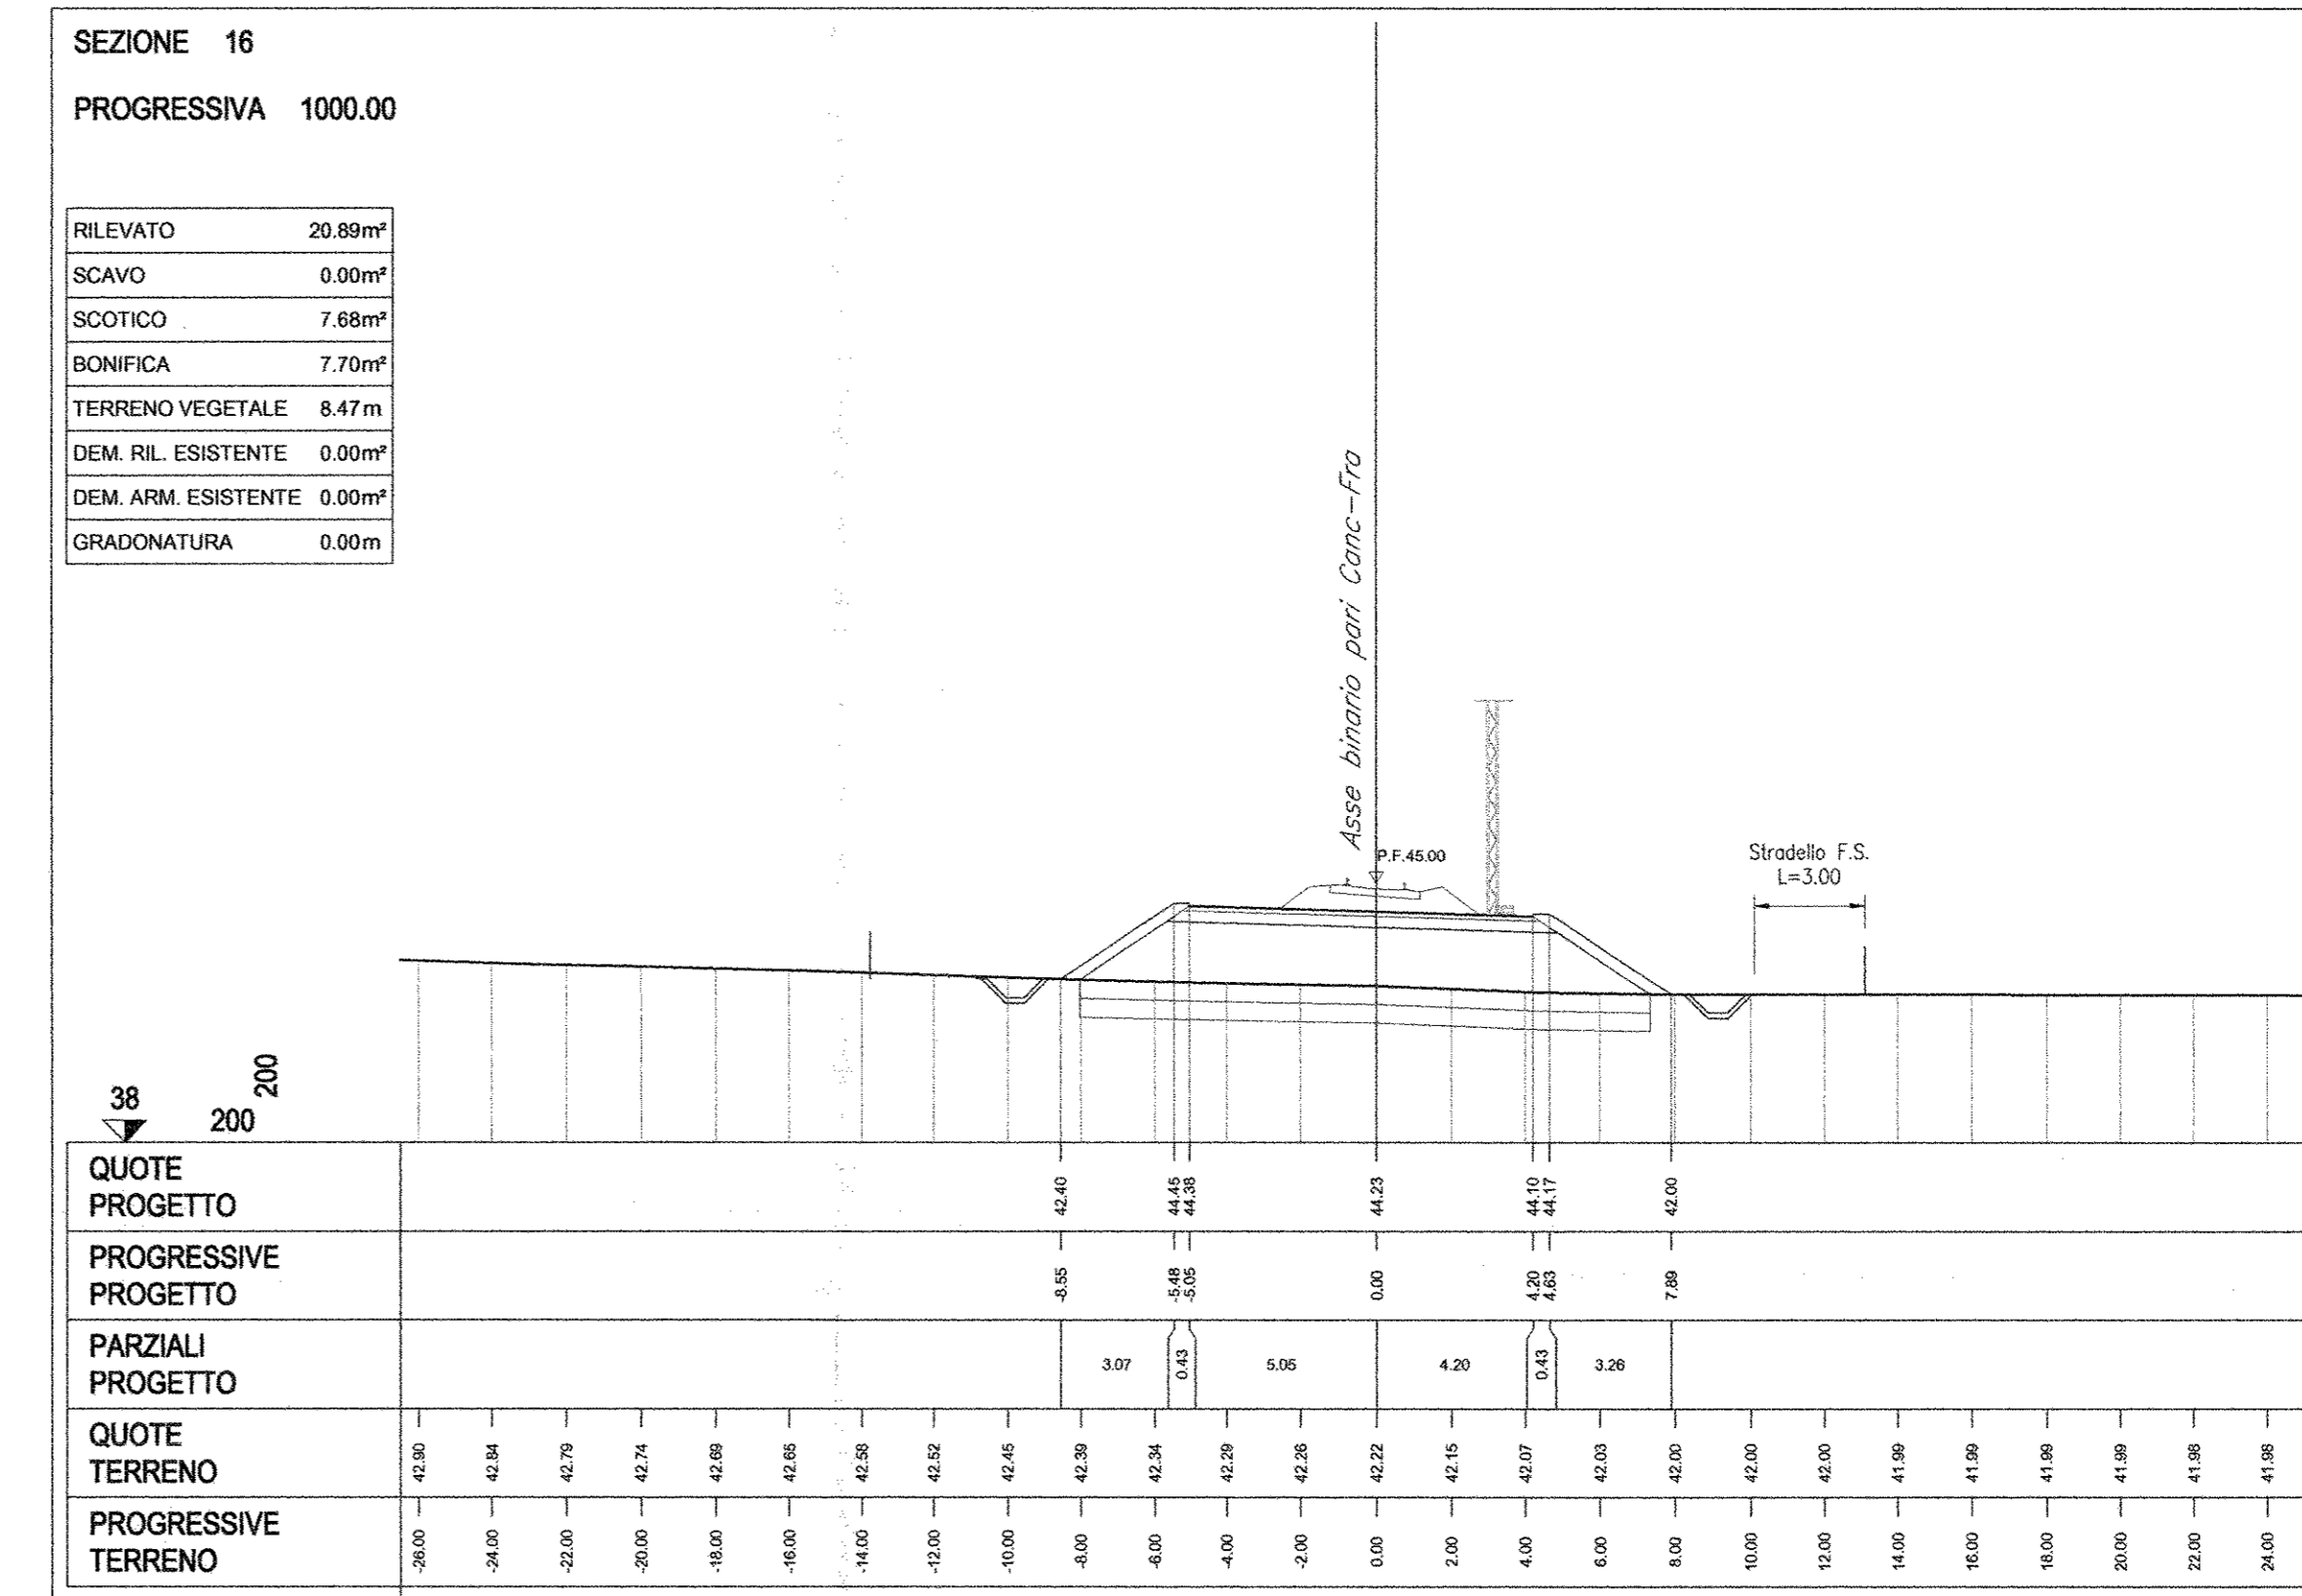 SEZIONE 16
PROGRESSIVA 1000.00
RILEVATO 20.89m²
SCAVO 0.00m²
SCOTICO 7.68m²
BONIFICA 7.70m²
TERRENO VEGETALE 8.47m
DEM. RIL. ESISTENTE 0.00m²
DEM. ARM. ESISTENTE 0.00m²
GRADONATURA 0.00m
Asse binario pari Canc-Fra
P.F.45.00
Stradello F.S.
L=3.00
38
200
200
QUOTE
PROGETTO
42.40 44.45 44.38 44.23 44.10 44.17 42.00
PROGRESSIVE
PROGETTO
-8.55 -5.48 -5.05 0.00 4.20 4.63 7.89
PARZIALI
PROGETTO
3.07 0.43 5.05 4.20 0.43 3.26
QUOTE
TERRENO
42.90 42.84 42.79 42.74 42.68 42.65 42.58 42.52 42.45 42.39 42.34 42.29 42.26 42.22 42.15 42.07 42.03 42.00 42.00 42.00 41.99 41.99 41.99 41.99 41.98 41.98
PROGRESSIVE
TERRENO
-26.00 -24.00 -22.00 -20.00 -18.00 -16.00 -14.00 -12.00 -10.00 -8.00 -6.00 -4.00 -2.00 0.00 2.00 4.00 6.00 8.00 10.00 12.00 14.00 16.00 18.00 20.00 22.00 24.00